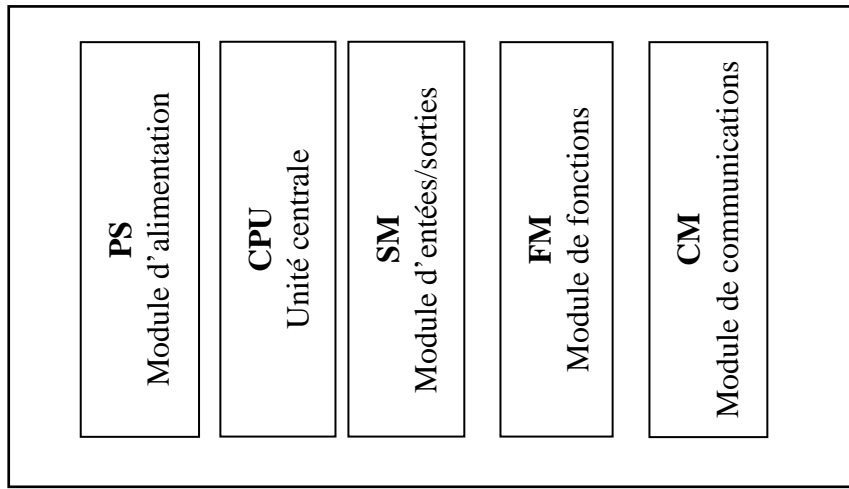 PS
Module d'alimentation
CPU
Unité centrale
SM
Module d'entées/sorties
FM
Module de fonctions
CM
Module de communications